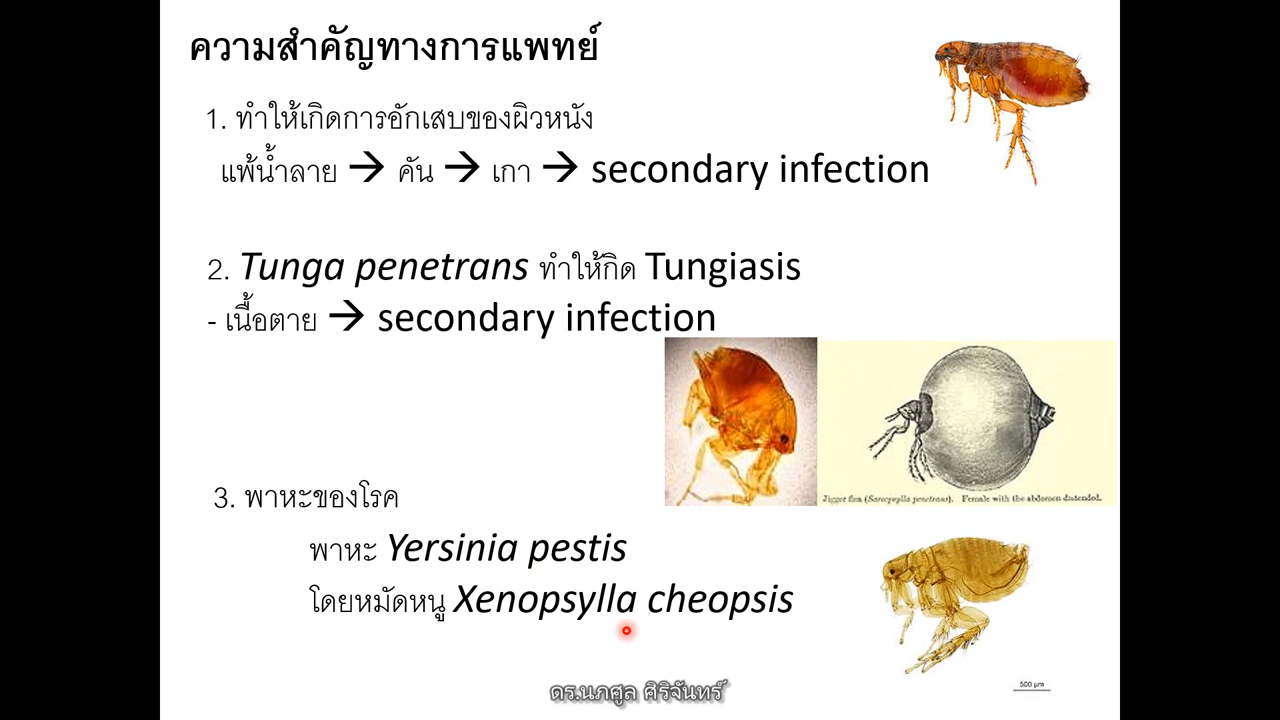 ความสำคัญทางการแพทย์
1. ทำให้เกิดการอักเสบของผิวหนัง
แพ้น้ำลาย → คัน → เกา → secondary infection
2. Tunga penetrans ทำให้กิด Tungiasis
- เนื้อตาย → secondary infection
Jigger flea (Sarcopsylla penetrans). Female with the abdomen distended.
3. พาหะของโรค
พาหะ Yersinia pestis
โดยหมัดหนู Xenopsylla cheopsis
500 µm
ดร.นภศูล ศิริจันทร์